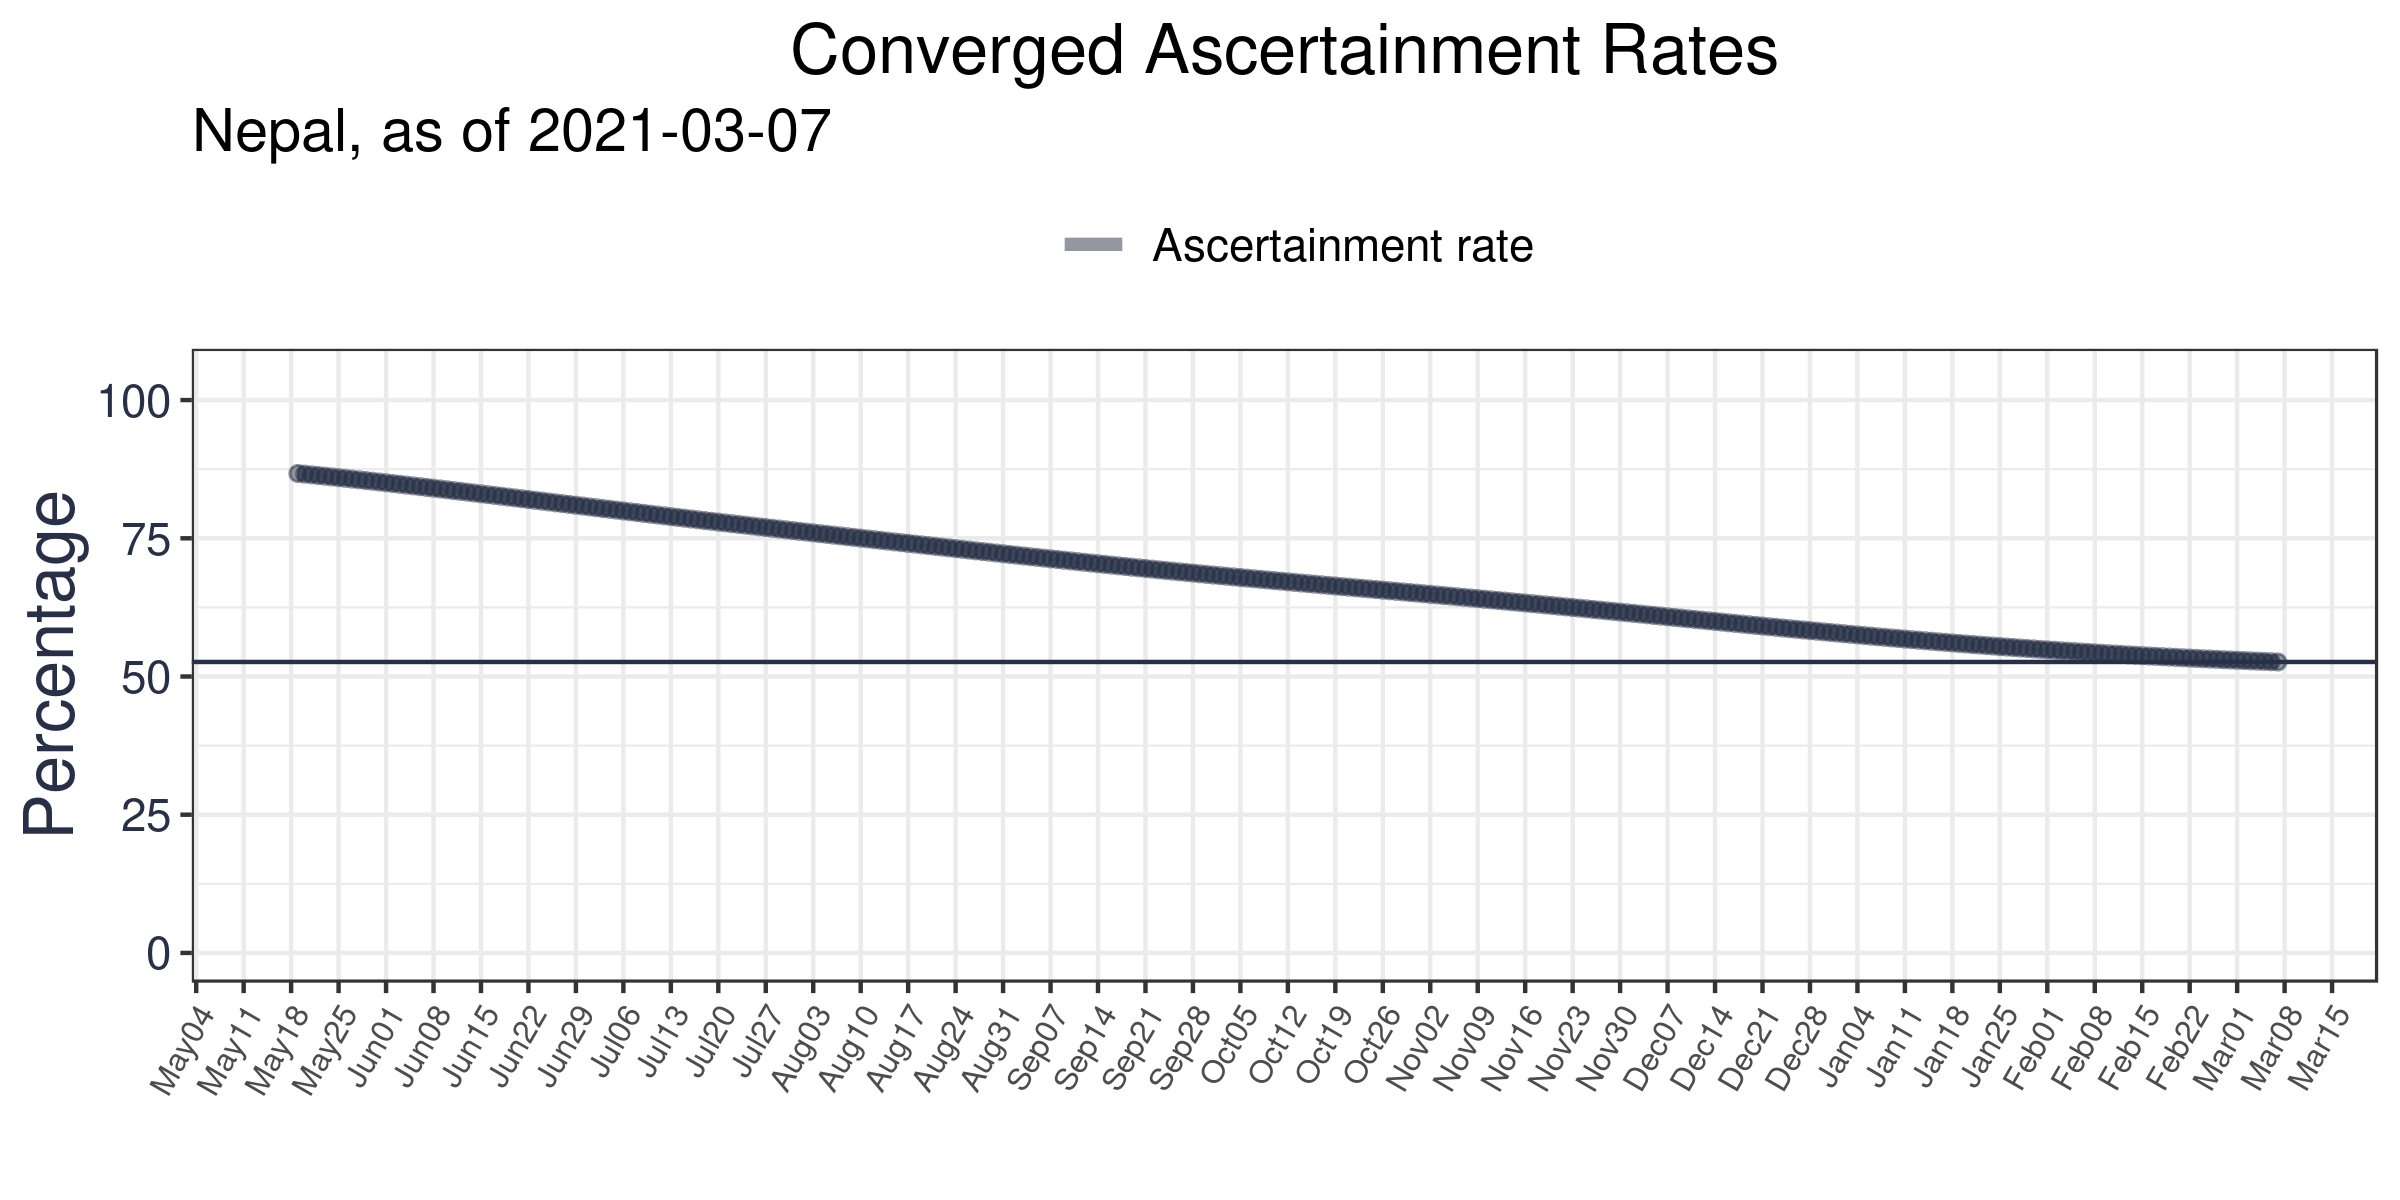 Converged Ascertainment Rates
Nepal, as of 2021-03-07
Ascertainment rate
Percentage
100
75
50
25
0
May04 May11 May18 May25 Jun01 Jun08 Jun15 Jun22 Jun29 Jul06 Jul13 Jul20 Jul27 Aug03 Aug10 Aug17 Aug24 Aug31 Sep07 Sep14 Sep21 Sep28 Oct05 Oct12 Oct19 Oct26 Nov02 Nov09 Nov16 Nov23 Nov30 Dec07 Dec14 Dec21 Dec28 Jan04 Jan11 Jan18 Jan25 Feb01 Feb08 Feb15 Feb22 Mar01 Mar08 Mar15